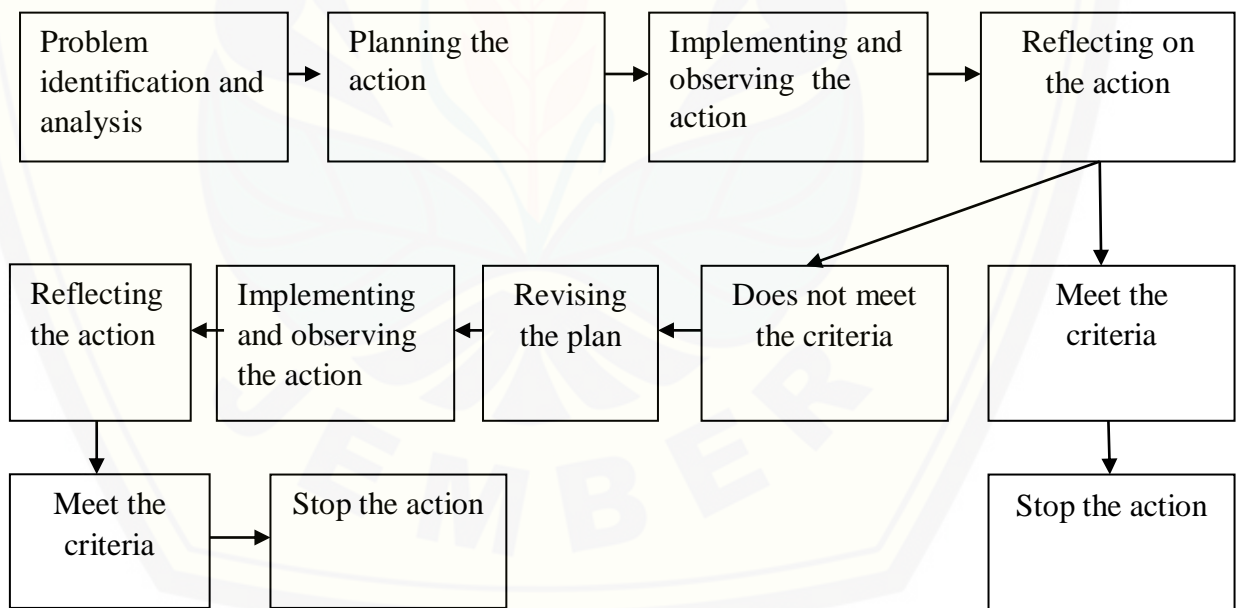 Problem
identification and
analysis
Planning the
action
Implementing and
observing the
action
Reflecting on
the action
Reflecting
the action
Implementing
and observing
the action
Revising
the plan
Does not meet
the criteria
Meet the
criteria
Meet the
criteria
Stop the action
Stop the action
JEMBER